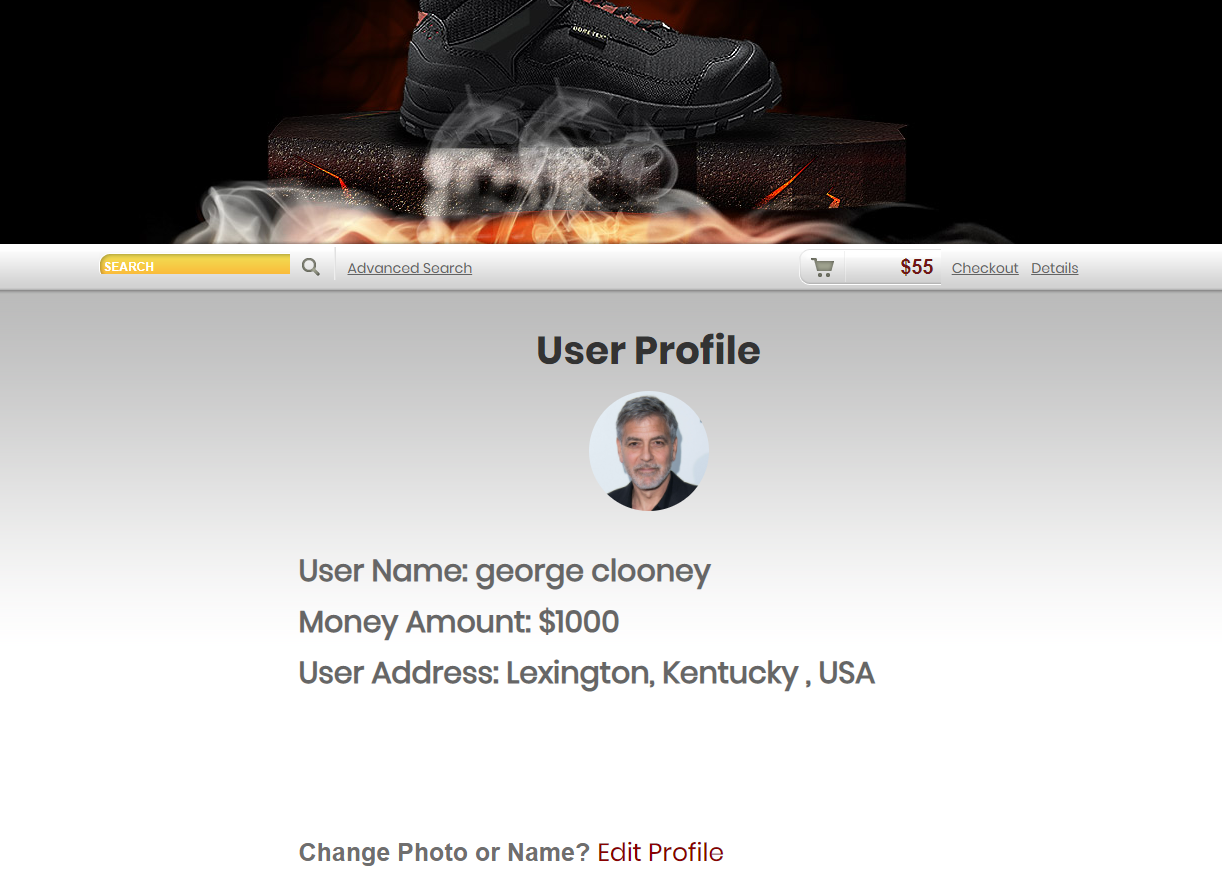 GORE-TEX
SEARCH
Advanced Search
$55
Checkout
Details
User Profile
User Name: george clooney
Money Amount: $1000
User Address: Lexington, Kentucky , USA
Change Photo or Name? Edit Profile